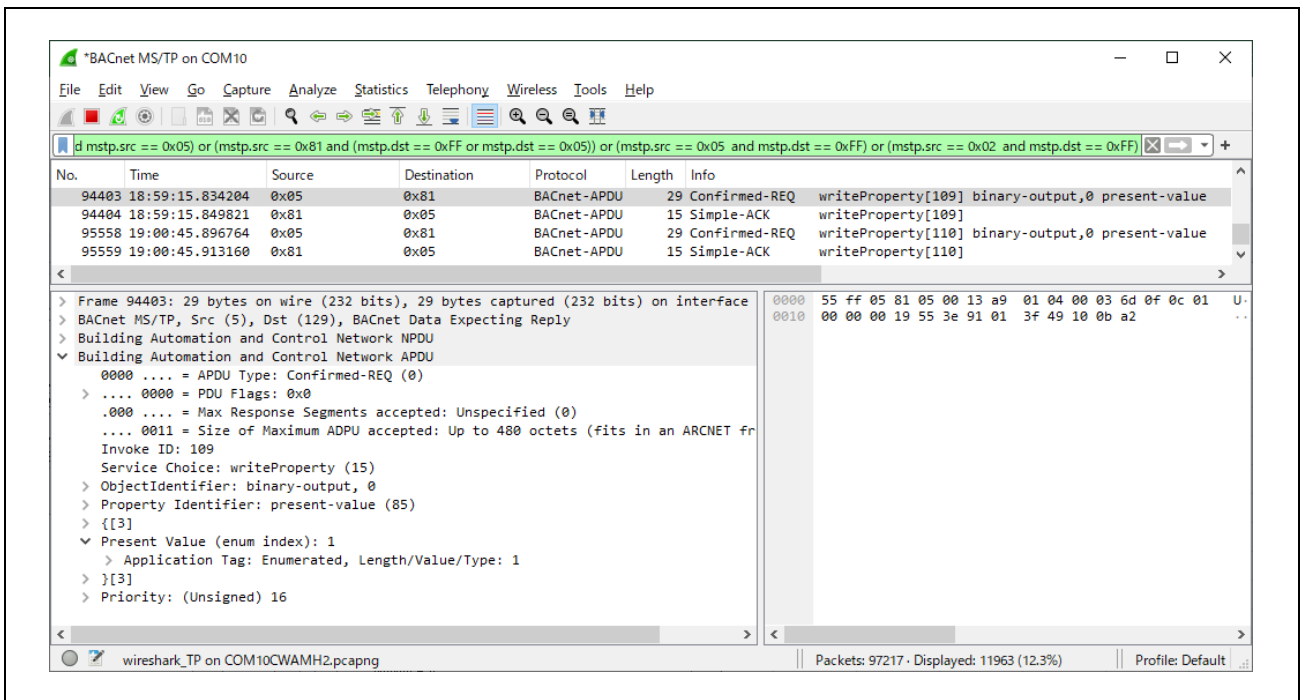 *BACnet MS/TP on COM10
File Edit View Go Capture Analyze Statistics Telephony Wireless Tools Help
d mstp.src == 0x05) or (mstp.src == 0x81 and (mstp.dst == 0xFF or mstp.dst == 0x05)) or (mstp.src == 0x05 and mstp.dst == 0xFF) or (mstp.src == 0x02 and mstp.dst == 0xFF)
No. Time Source Destination Protocol Length Info
94403 18:59:15.834204 0x05 0x81 BACnet-APDU 29 Confirmed-REQ writeProperty[109] binary-output,0 present-value
94404 18:59:15.849821 0x81 0x05 BACnet-APDU 15 Simple-ACK writeProperty[109]
95558 19:00:45.896764 0x05 0x81 BACnet-APDU 29 Confirmed-REQ writeProperty[110] binary-output,0 present-value
95559 19:00:45.913160 0x81 0x05 BACnet-APDU 15 Simple-ACK writeProperty[110]
> Frame 94403: 29 bytes on wire (232 bits), 29 bytes captured (232 bits) on interface
> BACnet MS/TP, Src (5), Dst (129), BACnet Data Expecting Reply
> Building Automation and Control Network NPDU
Building Automation and Control Network APDU
0000 .... = APDU Type: Confirmed-REQ (0)
> .... 0000 = PDU Flags: 0x0
.000 .... = Max Response Segments accepted: Unspecified (0)
.... 0011 = Size of Maximum ADPU accepted: Up to 480 octets (fits in an ARCNET fr
Invoke ID: 109
Service Choice: writeProperty (15)
> ObjectIdentifier: binary-output, 0
> Property Identifier: present-value (85)
> {[3]
Present Value (enum index): 1
> Application Tag: Enumerated, Length/Value/Type: 1
> }[3]
> Priority: (Unsigned) 16
0000 55 ff 05 81 05 00 13 a9 01 04 00 03 6d 0f 0c 01 U·
0010 00 00 00 19 55 3e 91 01 3f 49 10 0b a2 ··
wireshark_TP on COM10CWAMH2.pcapng
Packets: 97217 · Displayed: 11963 (12.3%)
Profile: Default